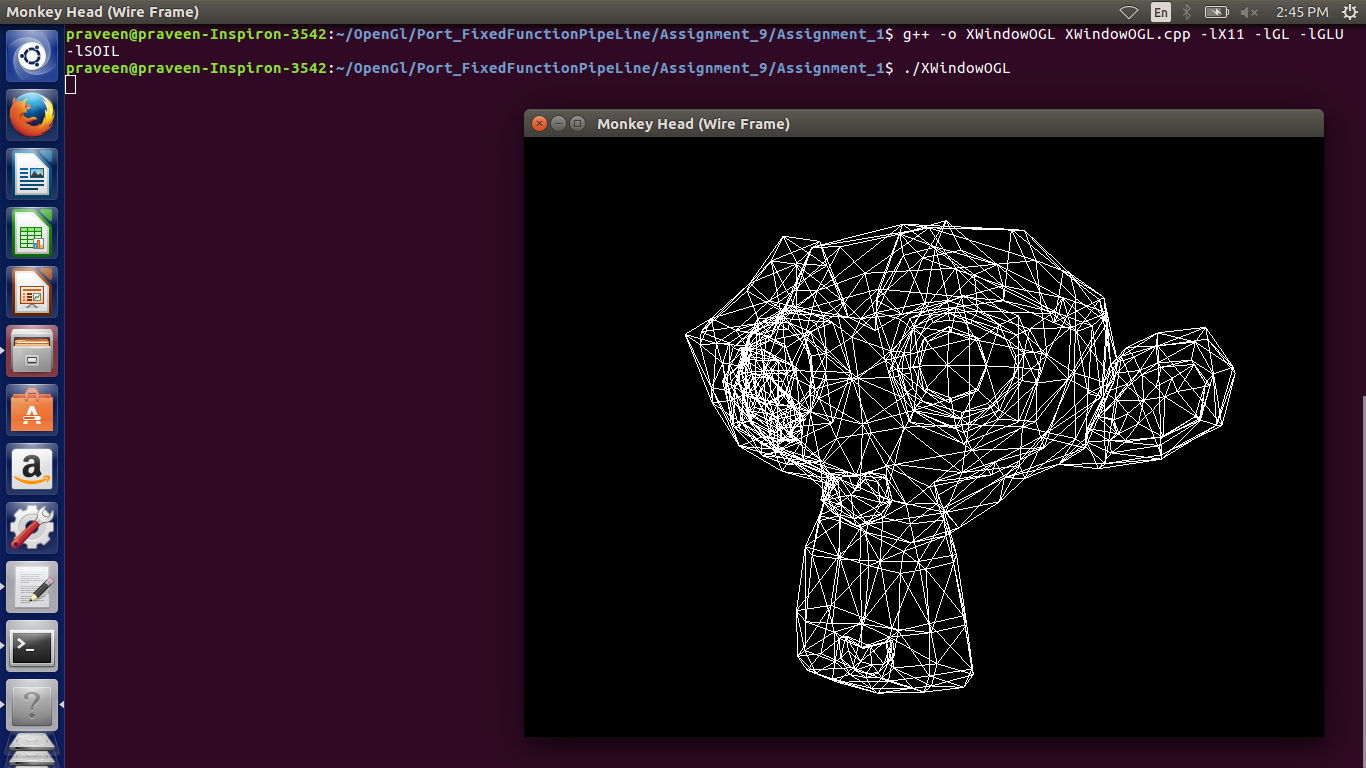 Monkey Head (Wire Frame)
En
2:45 PM
praveen@praveen-Inspiron-3542:~/OpenGl/Port_FixedFunctionPipeLine/Assignment_9/Assignment_1$ g++ -o XWindowOGL XWindowOGL.cpp -lX11 -lGL -lGLU
-lSOIL
praveen@praveen-Inspiron-3542:~/OpenGl/Port_FixedFunctionPipeLine/Assignment_9/Assignment_1$ ./XWindowOGL
Monkey Head (Wire Frame)